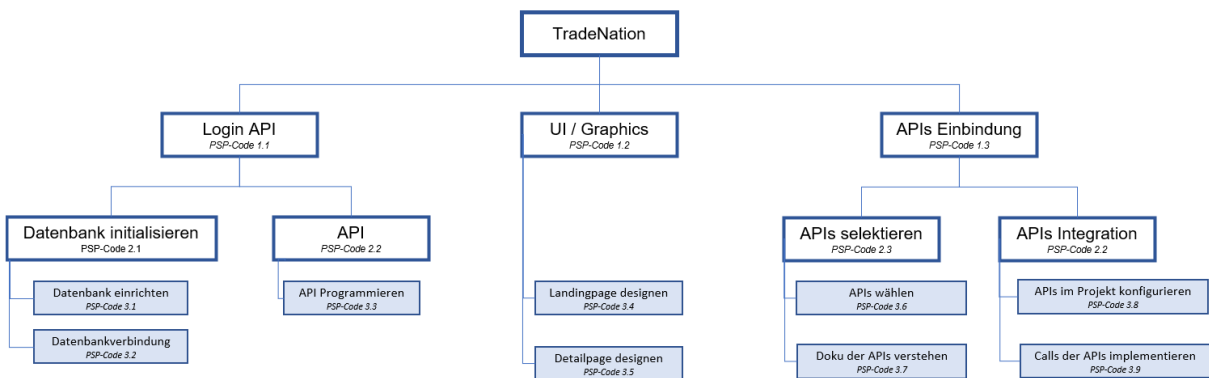 TradeNation
Login API
PSP-Code 1.1
UI / Graphics
PSP-Code 1.2
APIs Einbindung
PSP-Code 1.3
Datenbank initialisieren
PSP-Code 2.1
API
PSP-Code 2.2
APIs selektieren
PSP-Code 2.3
APIs Integration
PSP-Code 2.2
Datenbank einrichten
PSP-Code 3.1
API Programmieren
PSP-Code 3.3
Landingpage designen
PSP-Code 3.4
APIs wählen
PSP-Code 3.6
APIs im Projekt konfigurieren
PSP-Code 3.8
Datenbankverbindung
PSP-Code 3.2
Detailpage designen
PSP-Code 3.5
Doku der APIs verstehen
PSP-Code 3.7
Calls der APIs implementieren
PSP-Code 3.9